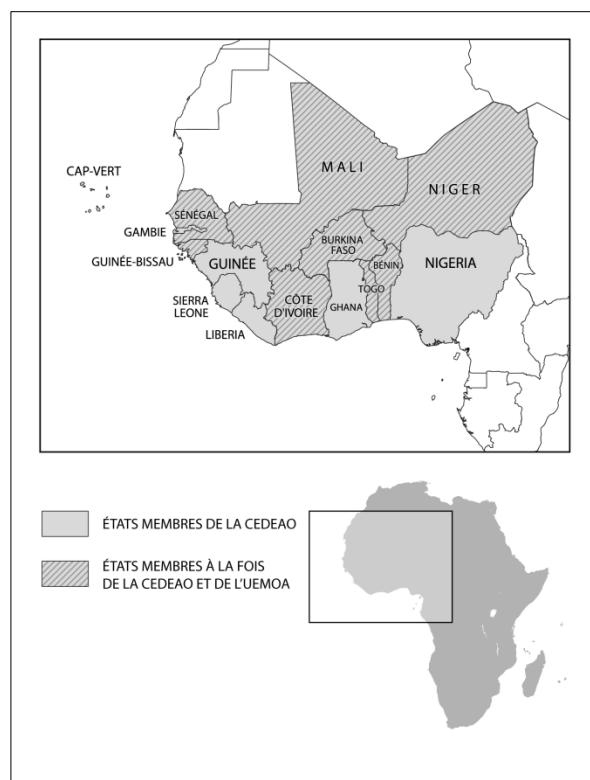 MALI
NIGER
CAP-VERT
SÉNÉGAL
GAMBIE
BURKINA
FASO
GUINÉE-BISSAU
GUINÉE
BÉNIN
NIGERIA
TOGO
SIERRA
LEONE
CÔTE
D'IVOIRE
GHANA
LIBERIA
ÉTATS MEMBRES DE LA CEDEAO
ÉTATS MEMBRES À LA FOIS
DE LA CEDEAO ET DE L'UEMOA